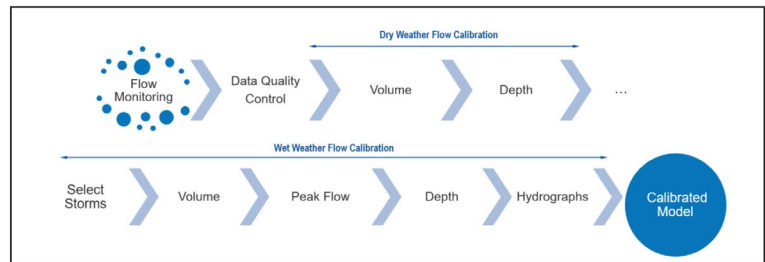 Dry Weather Flow Calibration
Flow
Monitoring
Data Quality
Control
Volume
Depth
...
Wet Weather Flow Calibration
Select
Storms
Volume
Peak Flow
Depth
Hydrographs
Calibrated
Model